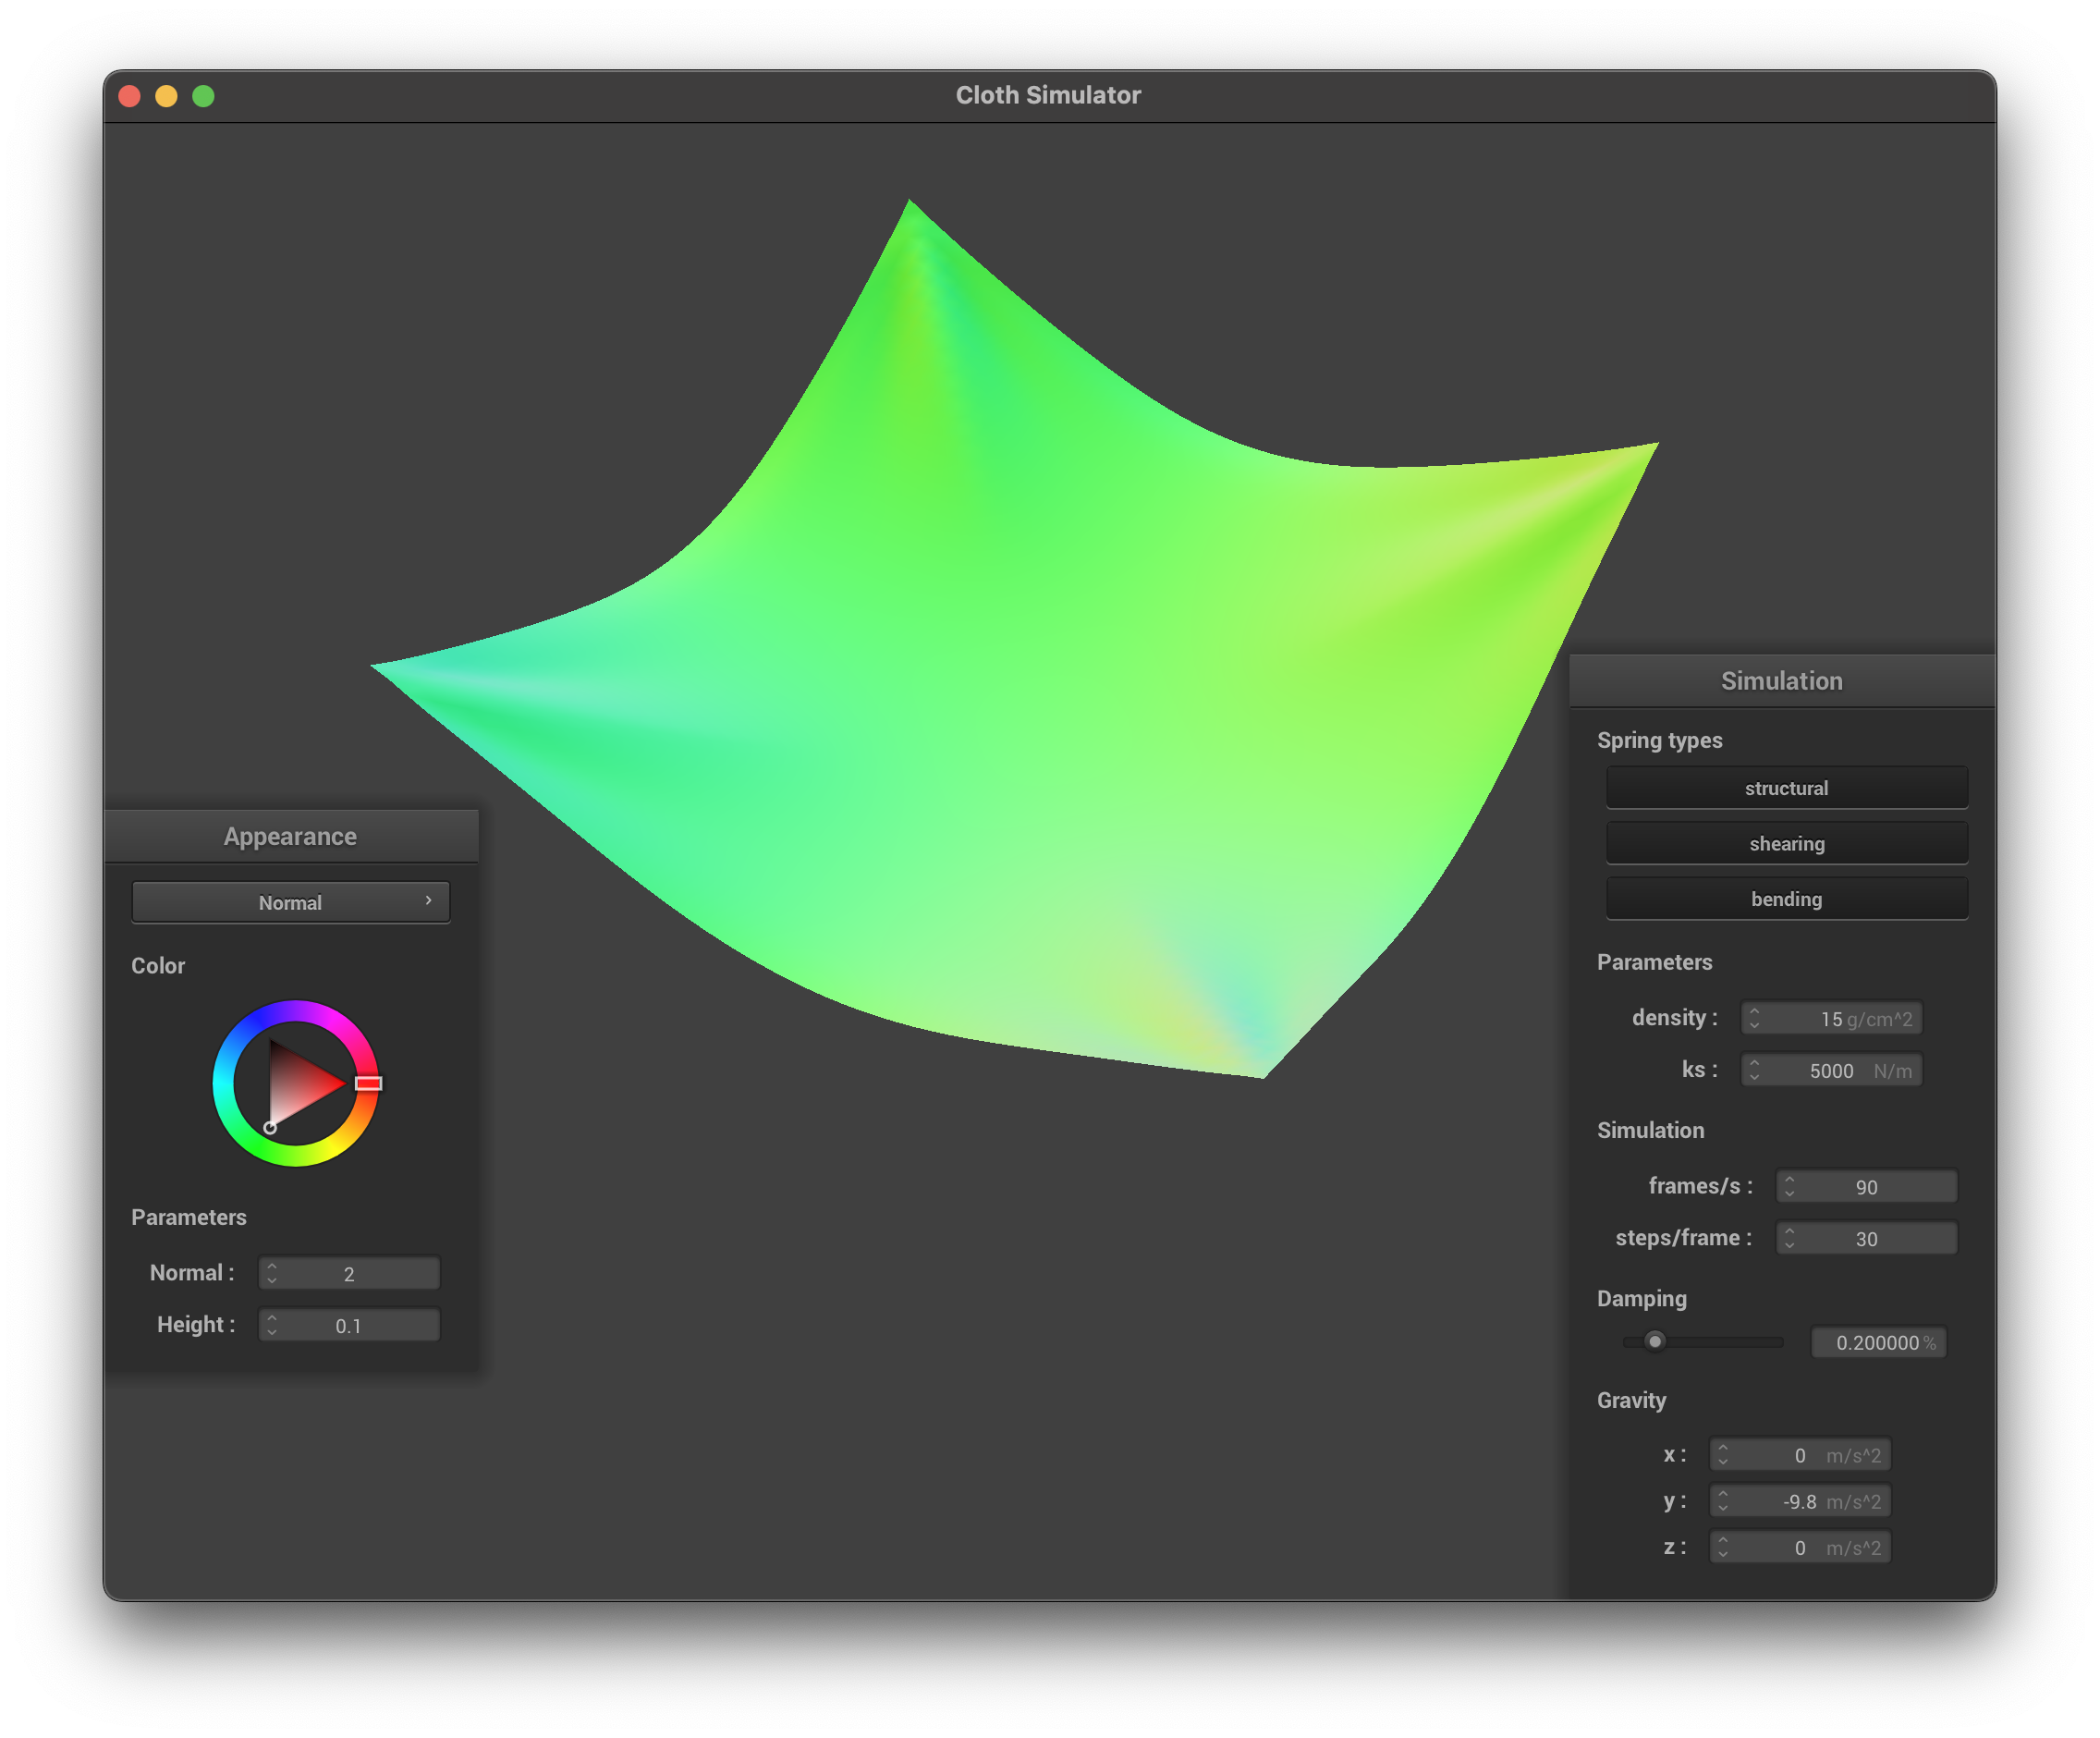 Cloth Simulator
Appearance
Normal
Color
Parameters
Normal : 2
Height : 0.1
Simulation
Spring types
structural
shearing
bending
Parameters
density : 15 g/cm^2
ks : 5000 N/m
Simulation
frames/s : 90
steps/frame : 30
Damping
0.200000 %
Gravity
x : 0 m/s^2
y : -9.8 m/s^2
z : 0 m/s^2